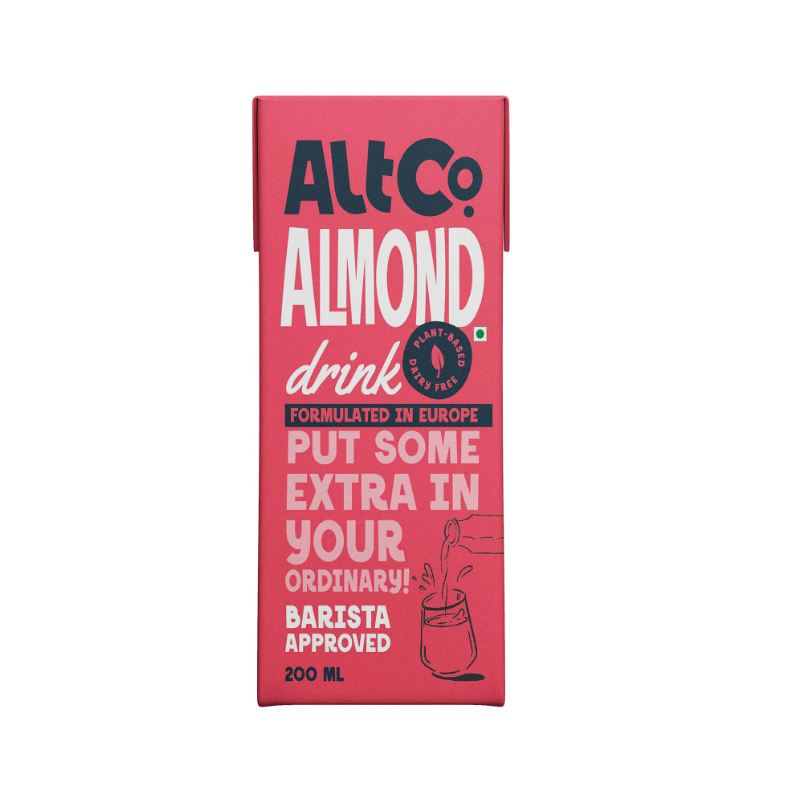 ALtCo.
ALMOND
drink
PLANT-BASED
DAIRY FREE
FORMULATED IN EUROPE
PUT SOME
EXTRA IN
YOUR
ORDINARY!
BARISTA
APPROVED
200 ML